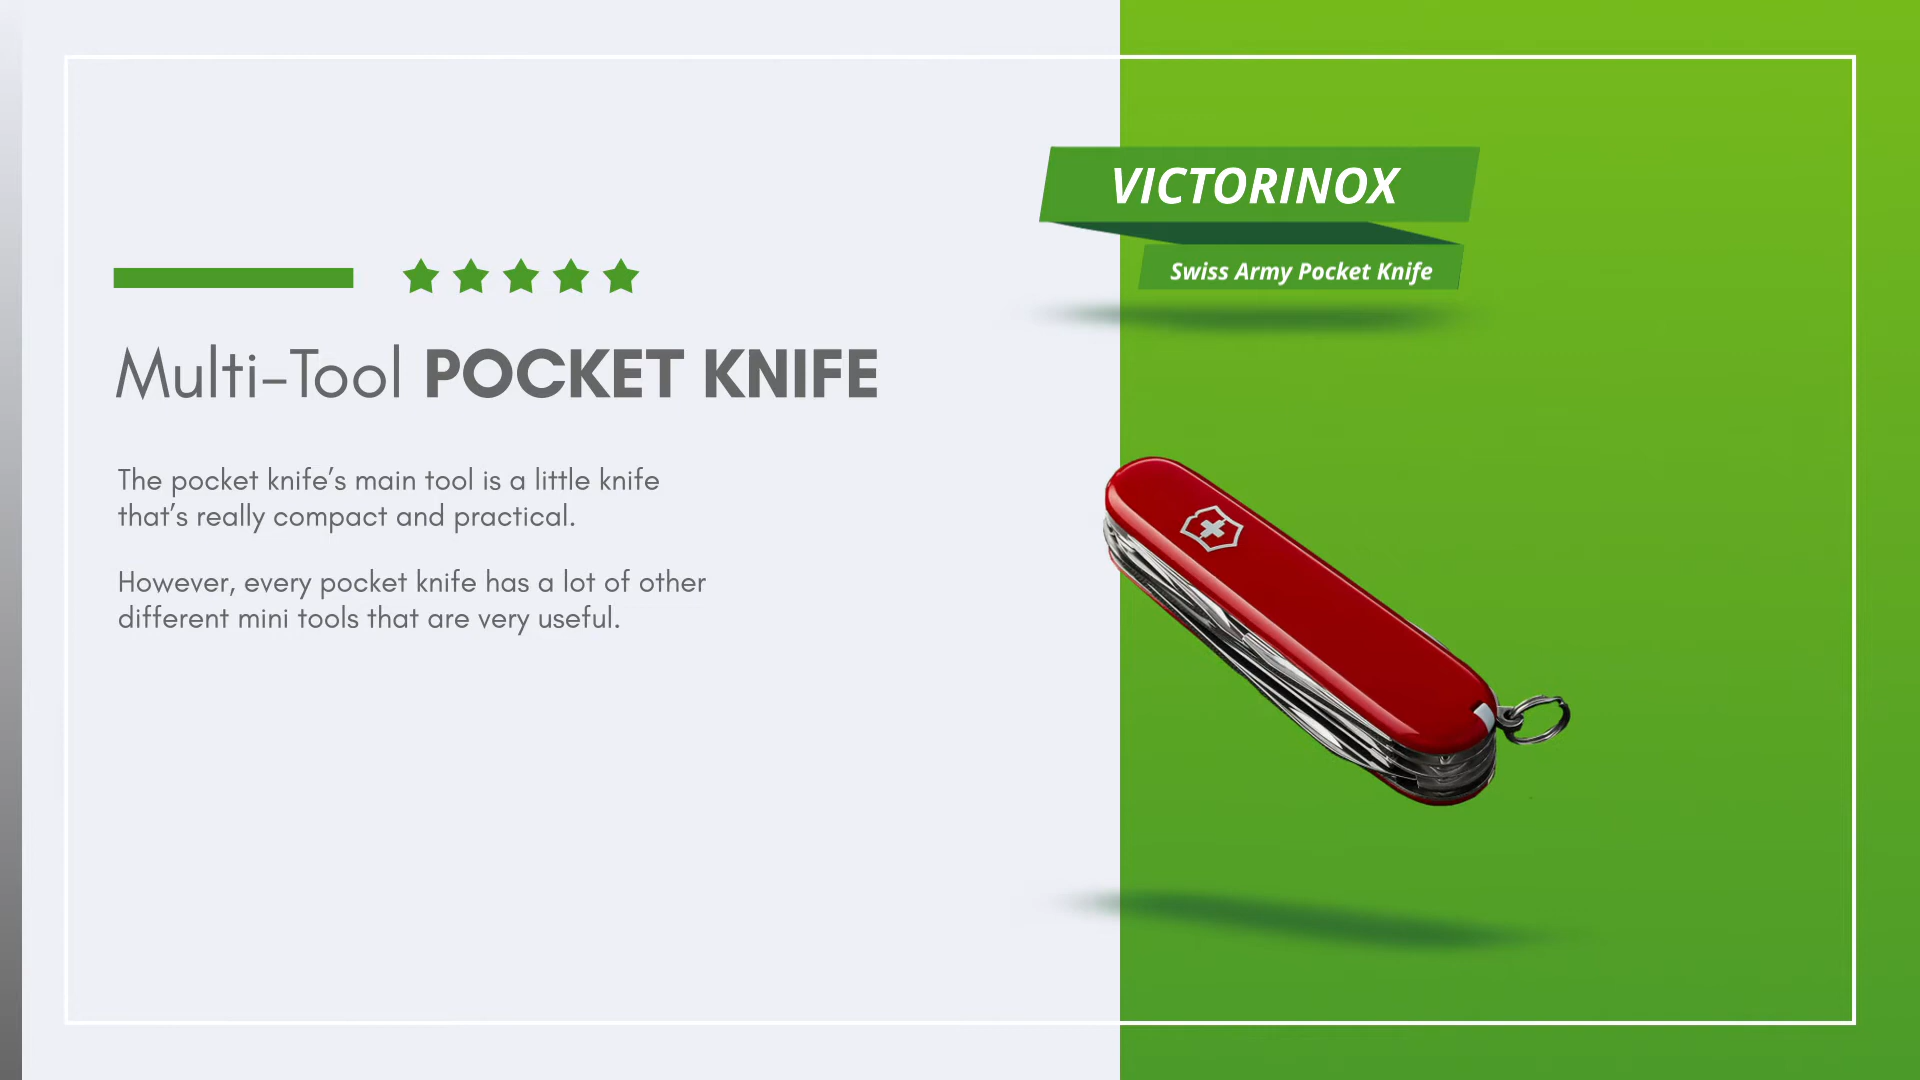 VICTORINOX
Swiss Army Pocket Knife
Multi-Tool POCKET KNIFE
The pocket knife’s main tool is a little knife
that’s really compact and practical.
However, every pocket knife has a lot of other
different mini tools that are very useful.